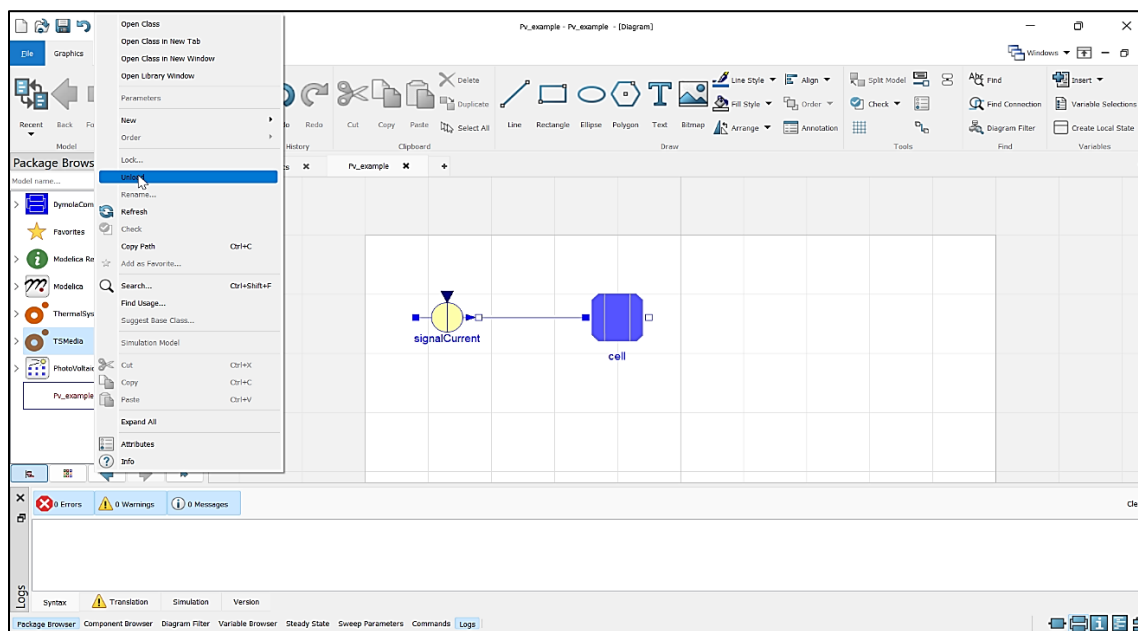 Pv_example - Pv_example - [Diagram]
File
Graphics
Windows
Recent
Back
Model
Redo
History
Cut
Copy
Paste
Delete
Duplicate
Select All
Clipboard
Line
Rectangle
Ellipse
Polygon
Text
Bitmap
Line Style
Fill Style
Arrange
Align
Order
Annotation
Draw
Split Model
Check
Tools
Find
Find Connection
Diagram Filter
Find
Insert
Variable Selections
Create Local State
Variables
Open Class
Open Class in New Tab
Open Class in New Window
Open Library Window
Parameters
New
Order
Lock...
Unload
Rename...
Refresh
Check
Copy Path Ctrl+C
Add as Favorite...
Search... Ctrl+Shift+F
Find Usage...
Suggest Base Class...
Simulation Model
Cut Ctrl+X
Copy Ctrl+C
Paste Ctrl+V
Expand All
Attributes
Info
Package Brows
Model name...
DymolaCom
Favorites
Modelica Re
Modelica
ThermalSys
TSMedia
PhotoVoltaic
Pv_example
Pv_example
signalCurrent
cell
0 Errors
0 Warnings
0 Messages
Cle
Logs
Syntax
Translation
Simulation
Version
Package Browser
Component Browser
Diagram Filter
Variable Browser
Steady State
Sweep Parameters
Commands
Logs